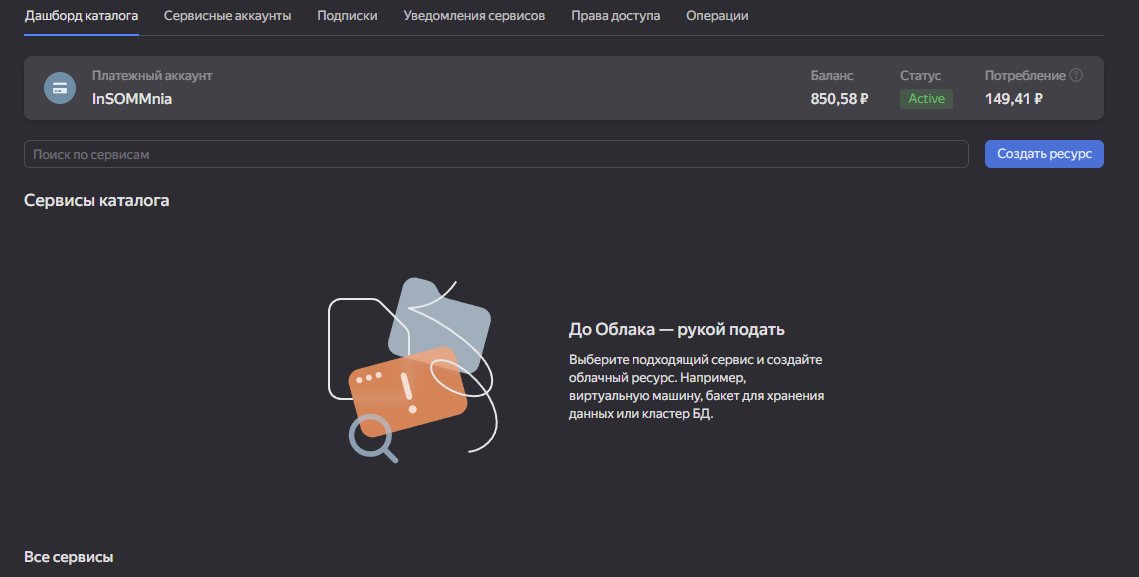 Дашборд каталога Сервисные аккаунты Подписки Уведомления сервисов Права доступа Операции
Платежный аккаунт Баланс Статус Потребление ?
InSOMMnia 850,58 ₽ Active 149,41 ₽
Поиск по сервисам Создать ресурс
Сервисы каталога
До Облака — рукой подать
Выберите подходящий сервис и создайте
облачный ресурс. Например,
виртуальную машину, бакет для хранения
данных или кластер БД.
Все сервисы